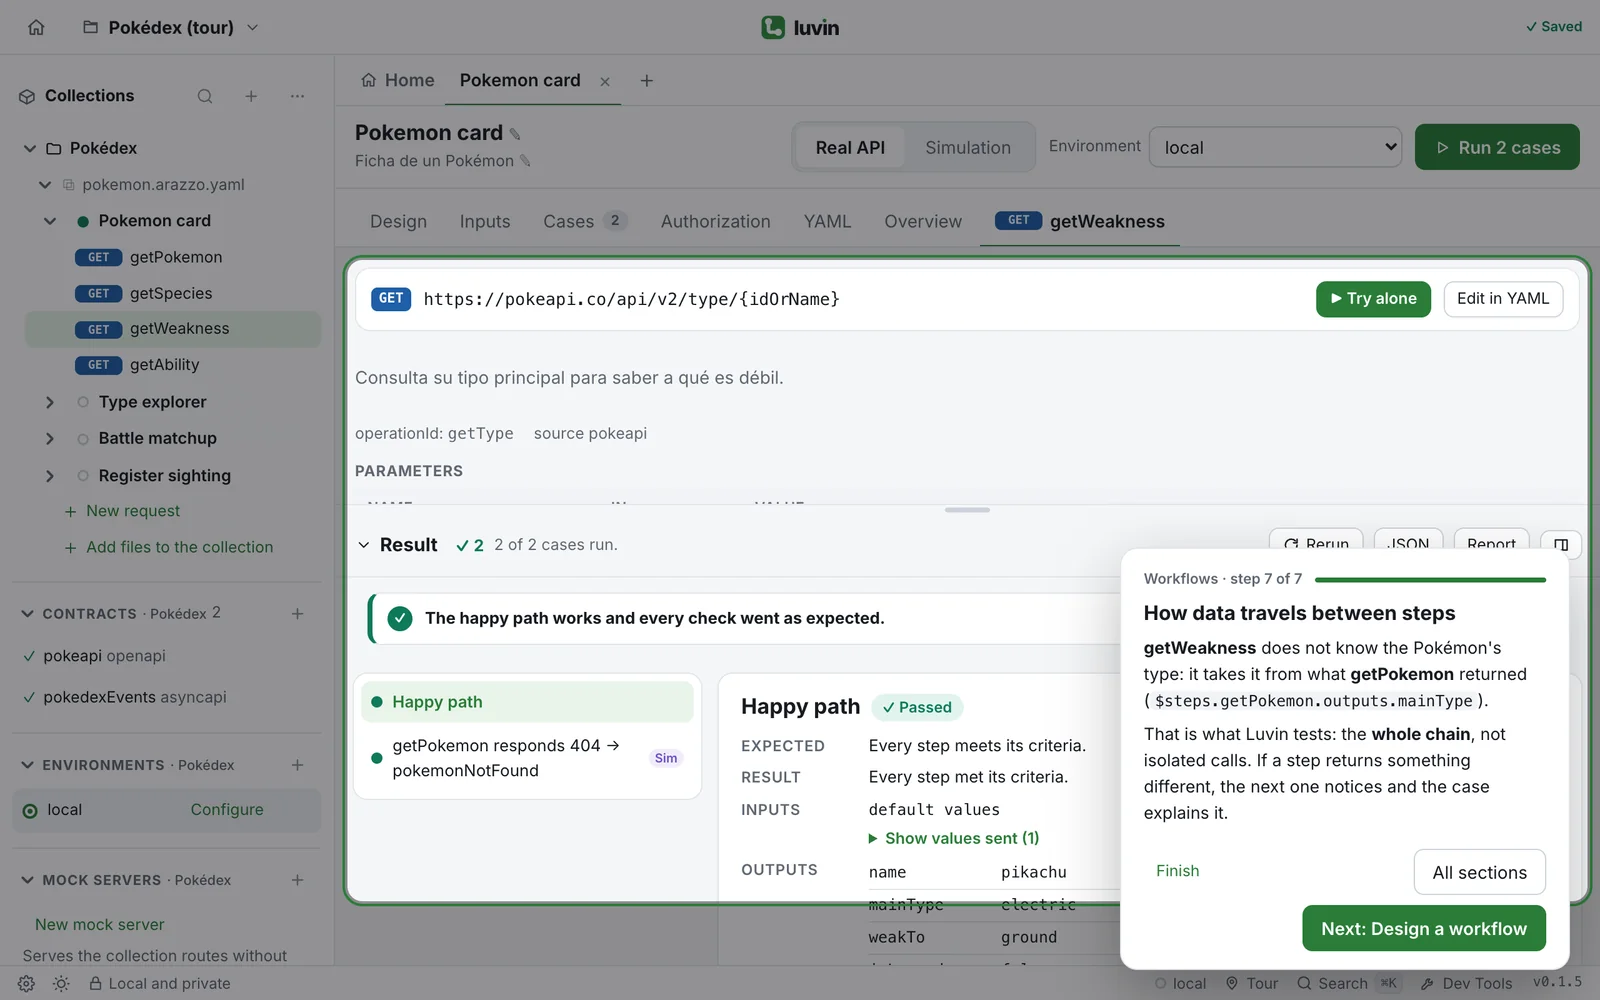 Pokédex (tour)
luvin
✓ Saved
Collections
Home
Pokemon card
Pokédex
pokemon.arazzo.yaml
Pokemon card
GET getPokemon
GET getSpecies
GET getWeakness
GET getAbility
Type explorer
Battle matchup
Register sighting
+ New request
+ Add files to the collection
CONTRACTS · Pokédex 2
✓ pokeapi openapi
✓ pokedexEvents asyncapi
ENVIRONMENTS · Pokédex
local
Configure
MOCK SERVERS · Pokédex
New mock server
Serves the collection routes without
Local and private
Pokemon card
Ficha de un Pokémon
Real API
Simulation
Environment
local
Run 2 cases
Design
Inputs
Cases 2
Authorization
YAML
Overview
GET getWeakness
GET https://pokeapi.co/api/v2/type/{idOrName}
Try alone
Edit in YAML
Consulta su tipo principal para saber a qué es débil.
operationId: getType source pokeapi
PARAMETERS
NAME IN VALUE
Result ✓ 2 2 of 2 cases run.
Rerun
JSON
Report
The happy path works and every check went as expected.
Happy path
getPokemon responds 404 →
pokemonNotFound
Sim
Happy path ✓ Passed
EXPECTED Every step meets its criteria.
RESULT Every step met its criteria.
INPUTS default values
Show values sent (1)
OUTPUTS name pikachu
mainType electric
weakTo ground
Workflows · step 7 of 7
How data travels between steps
getWeakness does not know the Pokémon's
type: it takes it from what getPokemon returned
( $steps.getPokemon.outputs.mainType ).
That is what Luvin tests: the whole chain, not
isolated calls. If a step returns something
different, the next one notices and the case
explains it.
Finish
All sections
Next: Design a workflow
local
Tour
Search ⌘K
Dev Tools
v0.1.5